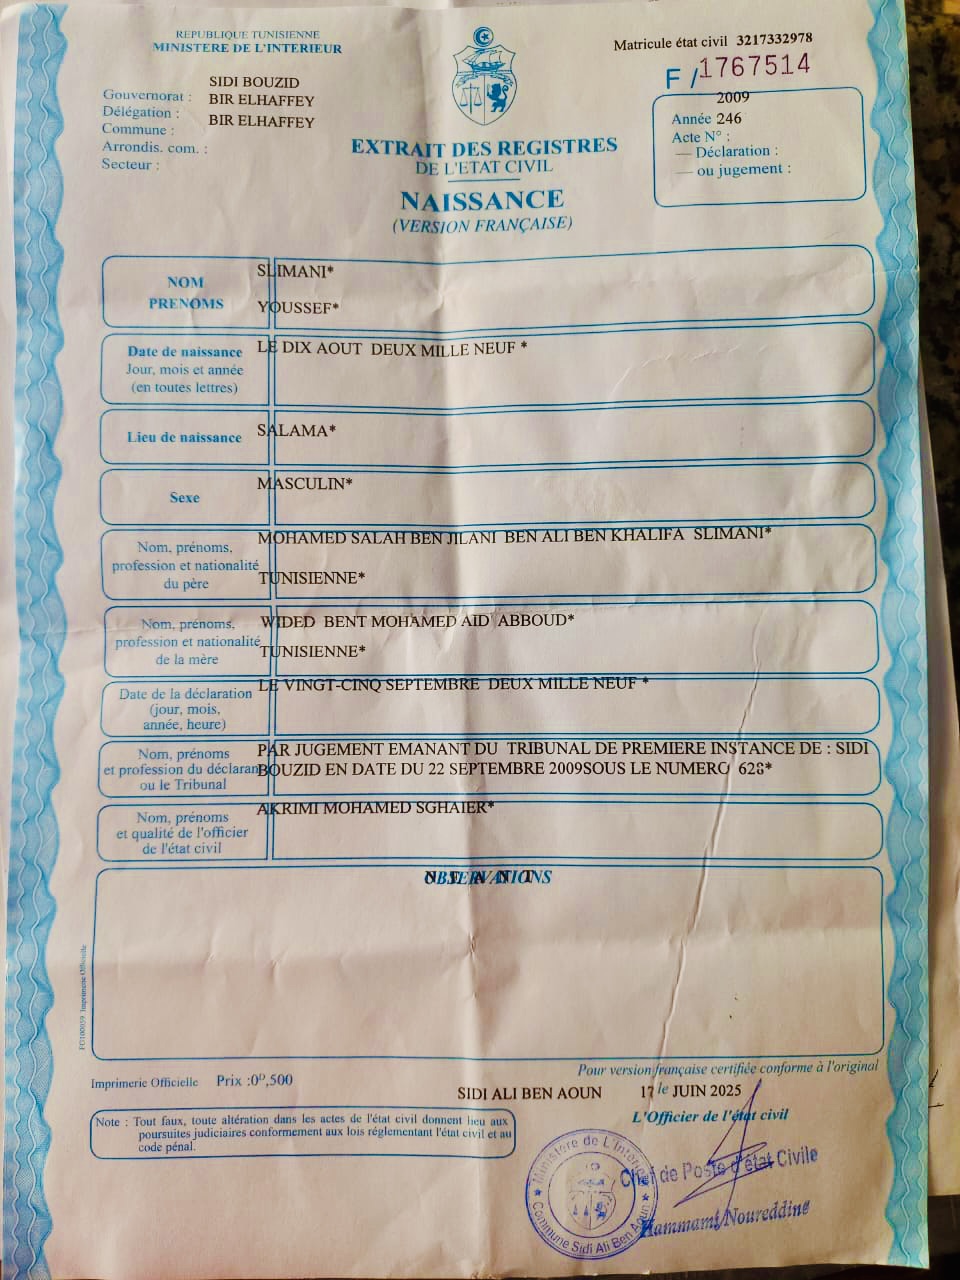 REPUBLIQUE TUNISIENNE
MINISTERE DE L'INTERIEUR
Matricule état civil 3217332978
F/1767514
Gouvernorat : SIDI BOUZID
Délégation : BIR ELHAFFEY
Commune : BIR ELHAFFEY
Arrondis. com. :
Secteur :
2009
Année 246
Acte N° :
— Déclaration :
— ou jugement :
EXTRAIT DES REGISTRES
DE L'ETAT CIVIL
NAISSANCE
(VERSION FRANÇAISE)
NOM SLIMANI*
PRENOMS YOUSSEF*
Date de naissance LE DIX AOUT DEUX MILLE NEUF *
Jour, mois et année
(en toutes lettres)
Lieu de naissance SALAMA*
Sexe MASCULIN*
MOHAMED SALAH BEN JILANI BEN ALI BEN KHALIFA SLIMANI*
Nom, prénoms,
profession et nationalité
du père TUNISIENNE*
Nom, prénoms, WIDED BENT MOHAMED AID ABBOUD*
profession et nationalité TUNISIENNE*
de la mère
LE VINGT-CINQ SEPTEMBRE DEUX MILLE NEUF *
Date de la déclaration
(jour, mois,
année, heure)
Nom, prénoms PAR JUGEMENT EMANANT DU TRIBUNAL DE PREMIERE INSTANCE DE : SIDI
et profession du déclarant BOUZID EN DATE DU 22 SEPTEMBRE 2009SOUS LE NUMERO 628*
ou le Tribunal
AKRIMI MOHAMED SGHAIER*
Nom, prénoms
et qualité de l'officier
de l'état civil
OBSERVATIONS
N E A N T
FG100059 Imprimerie Officielle
Pour version française certifiée conforme à l'original
Imprimerie Officielle Prix :0ᴰ,500
SIDI ALI BEN AOUN 17 le JUIN 2025
L'Officier de l'état civil
Note : Tout faux, toute altération dans les actes de l'état civil donnent lieu aux
poursuites judiciaires conformement aux lois réglementant l'état civil et au
code pénal.
Ministère de L'Intérieur
Commune Sidi Ali Ben Aoun
Chef de Poste d'état Civile
Hammami Noureddine